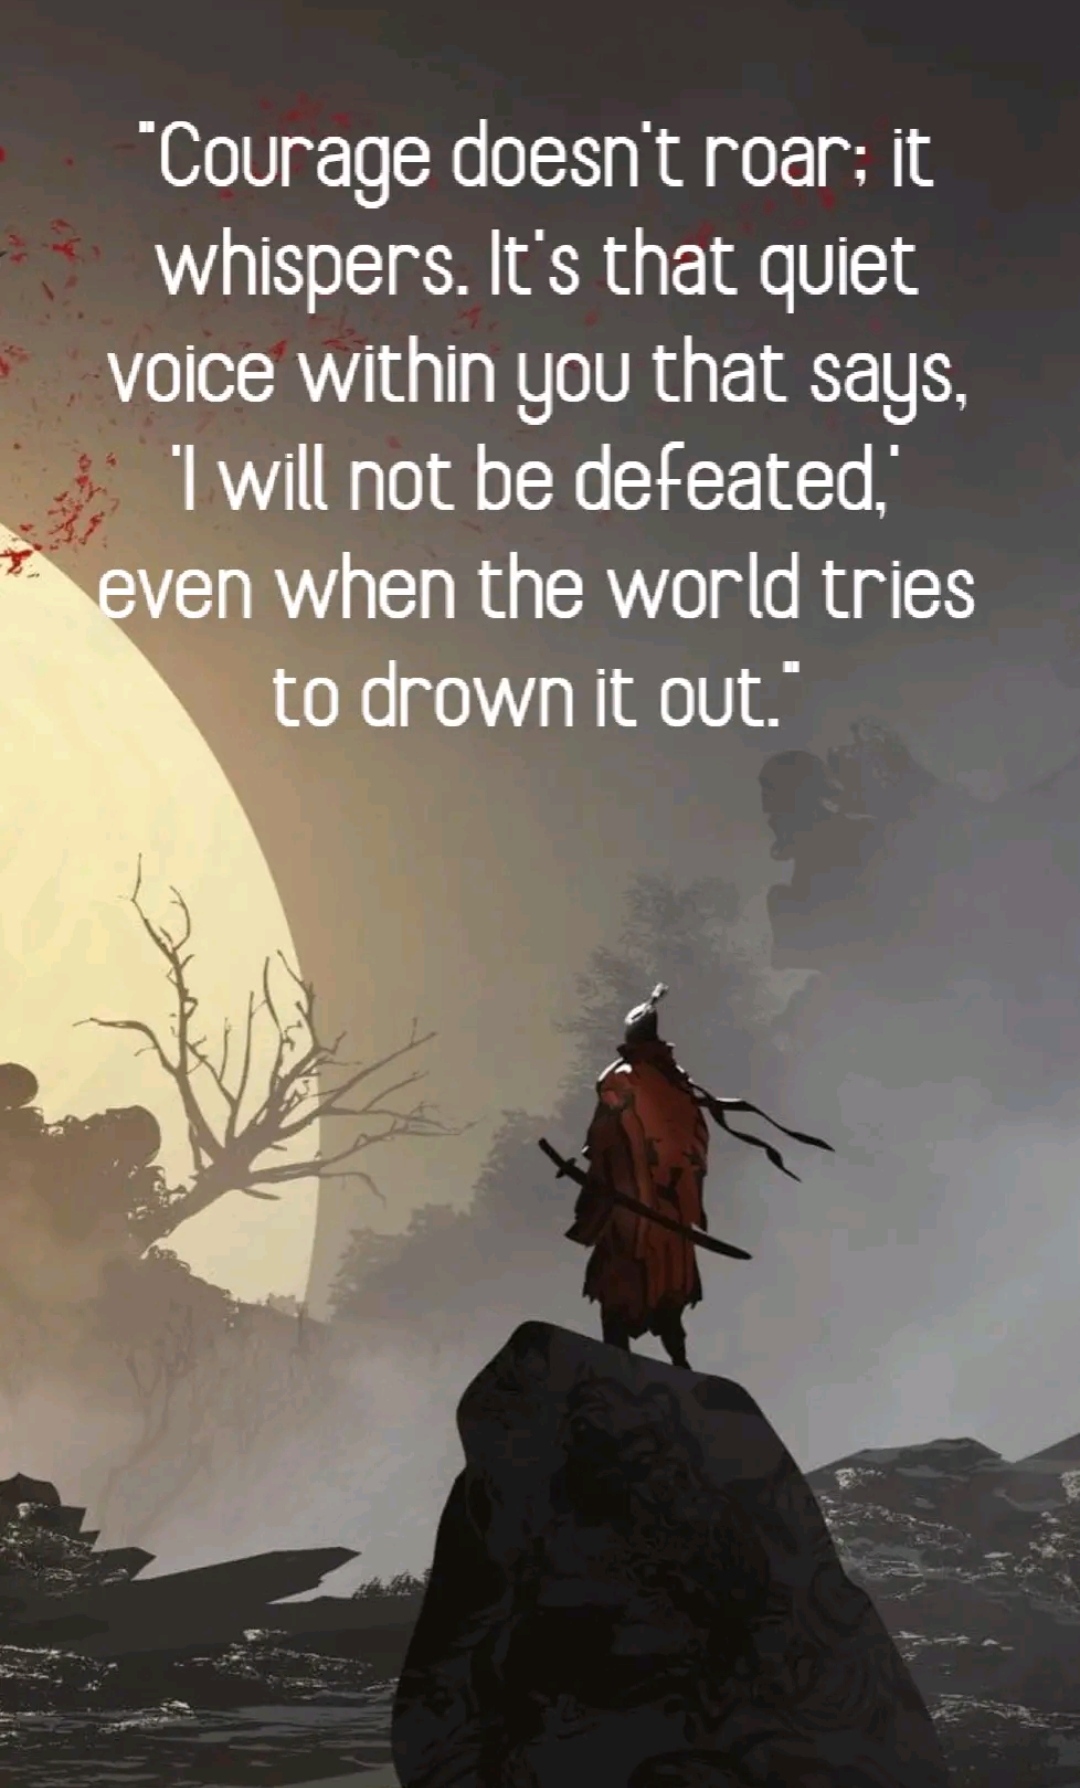 "Courage doesn't roar; it
whispers. It's that quiet
voice within you that says,
'I will not be defeated,'
even when the world tries
to drown it out."